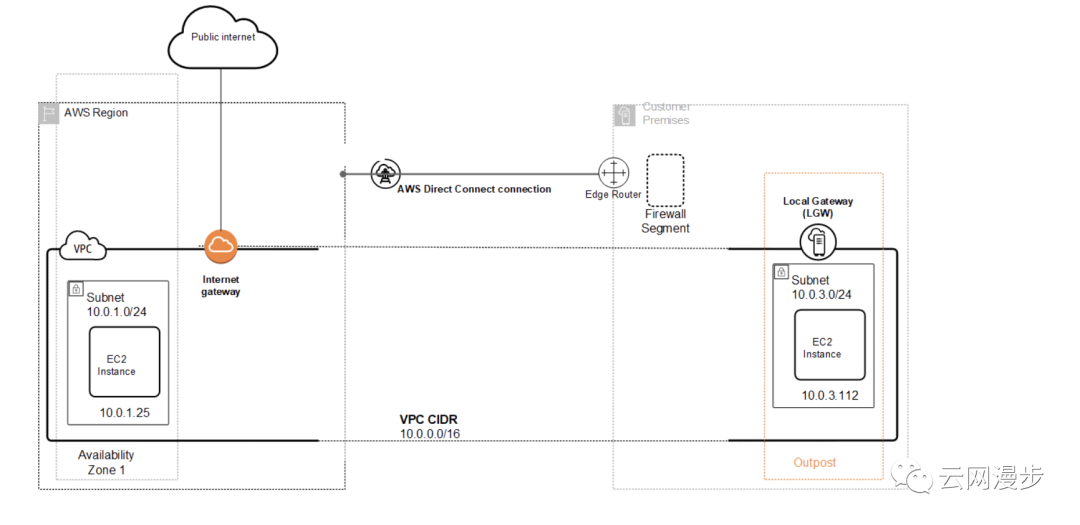 Public internet
AWS Region
Customer
Premises
AWS Direct Connect connection
Edge Router
Firewall
Segment
Local Gateway
(LGW)
VPC
Internet
gateway
Subnet
10.0.1.0/24
EC2
Instance
10.0.1.25
Subnet
10.0.3.0/24
EC2
Instance
10.0.3.112
VPC CIDR
10.0.0.0/16
Availability
Zone 1
Outpost
云网漫步